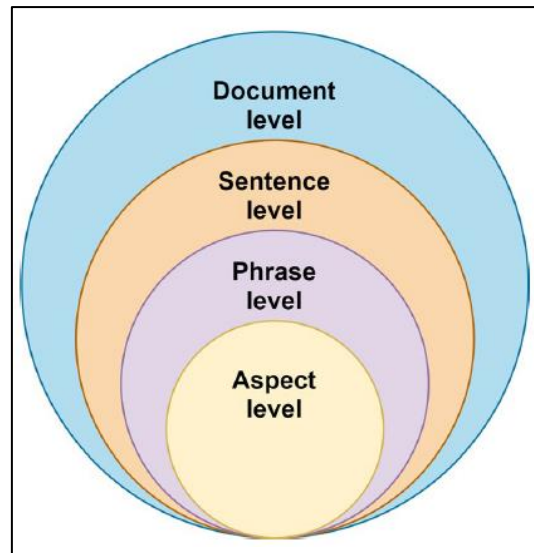 Document
level
Sentence
level
Phrase
level
Aspect
level